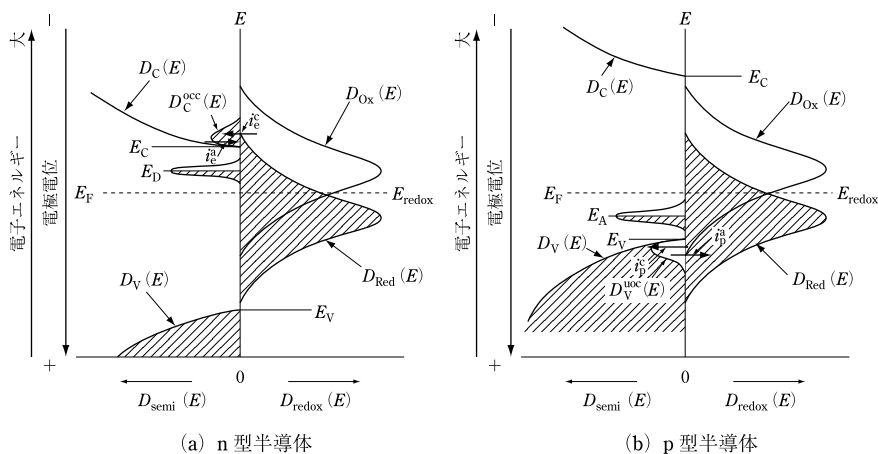 −
大
電子エネルギー
電極電位
+
E
D_C (E)
D_C^occ (E)
D_Ox (E)
i_e^c
i_e^a
E_C
E_D
E_F
E_redox
D_V (E)
D_Red (E)
E_V
0
D_semi (E)
D_redox (E)
(a) n 型半導体
−
大
電子エネルギー
電極電位
+
E
D_C (E)
E_C
D_Ox (E)
E_F
E_redox
E_A
E_V
D_V (E)
i_p^a
i_p^c
D_V^uoc (E)
D_Red (E)
0
D_semi (E)
D_redox (E)
(b) p 型半導体